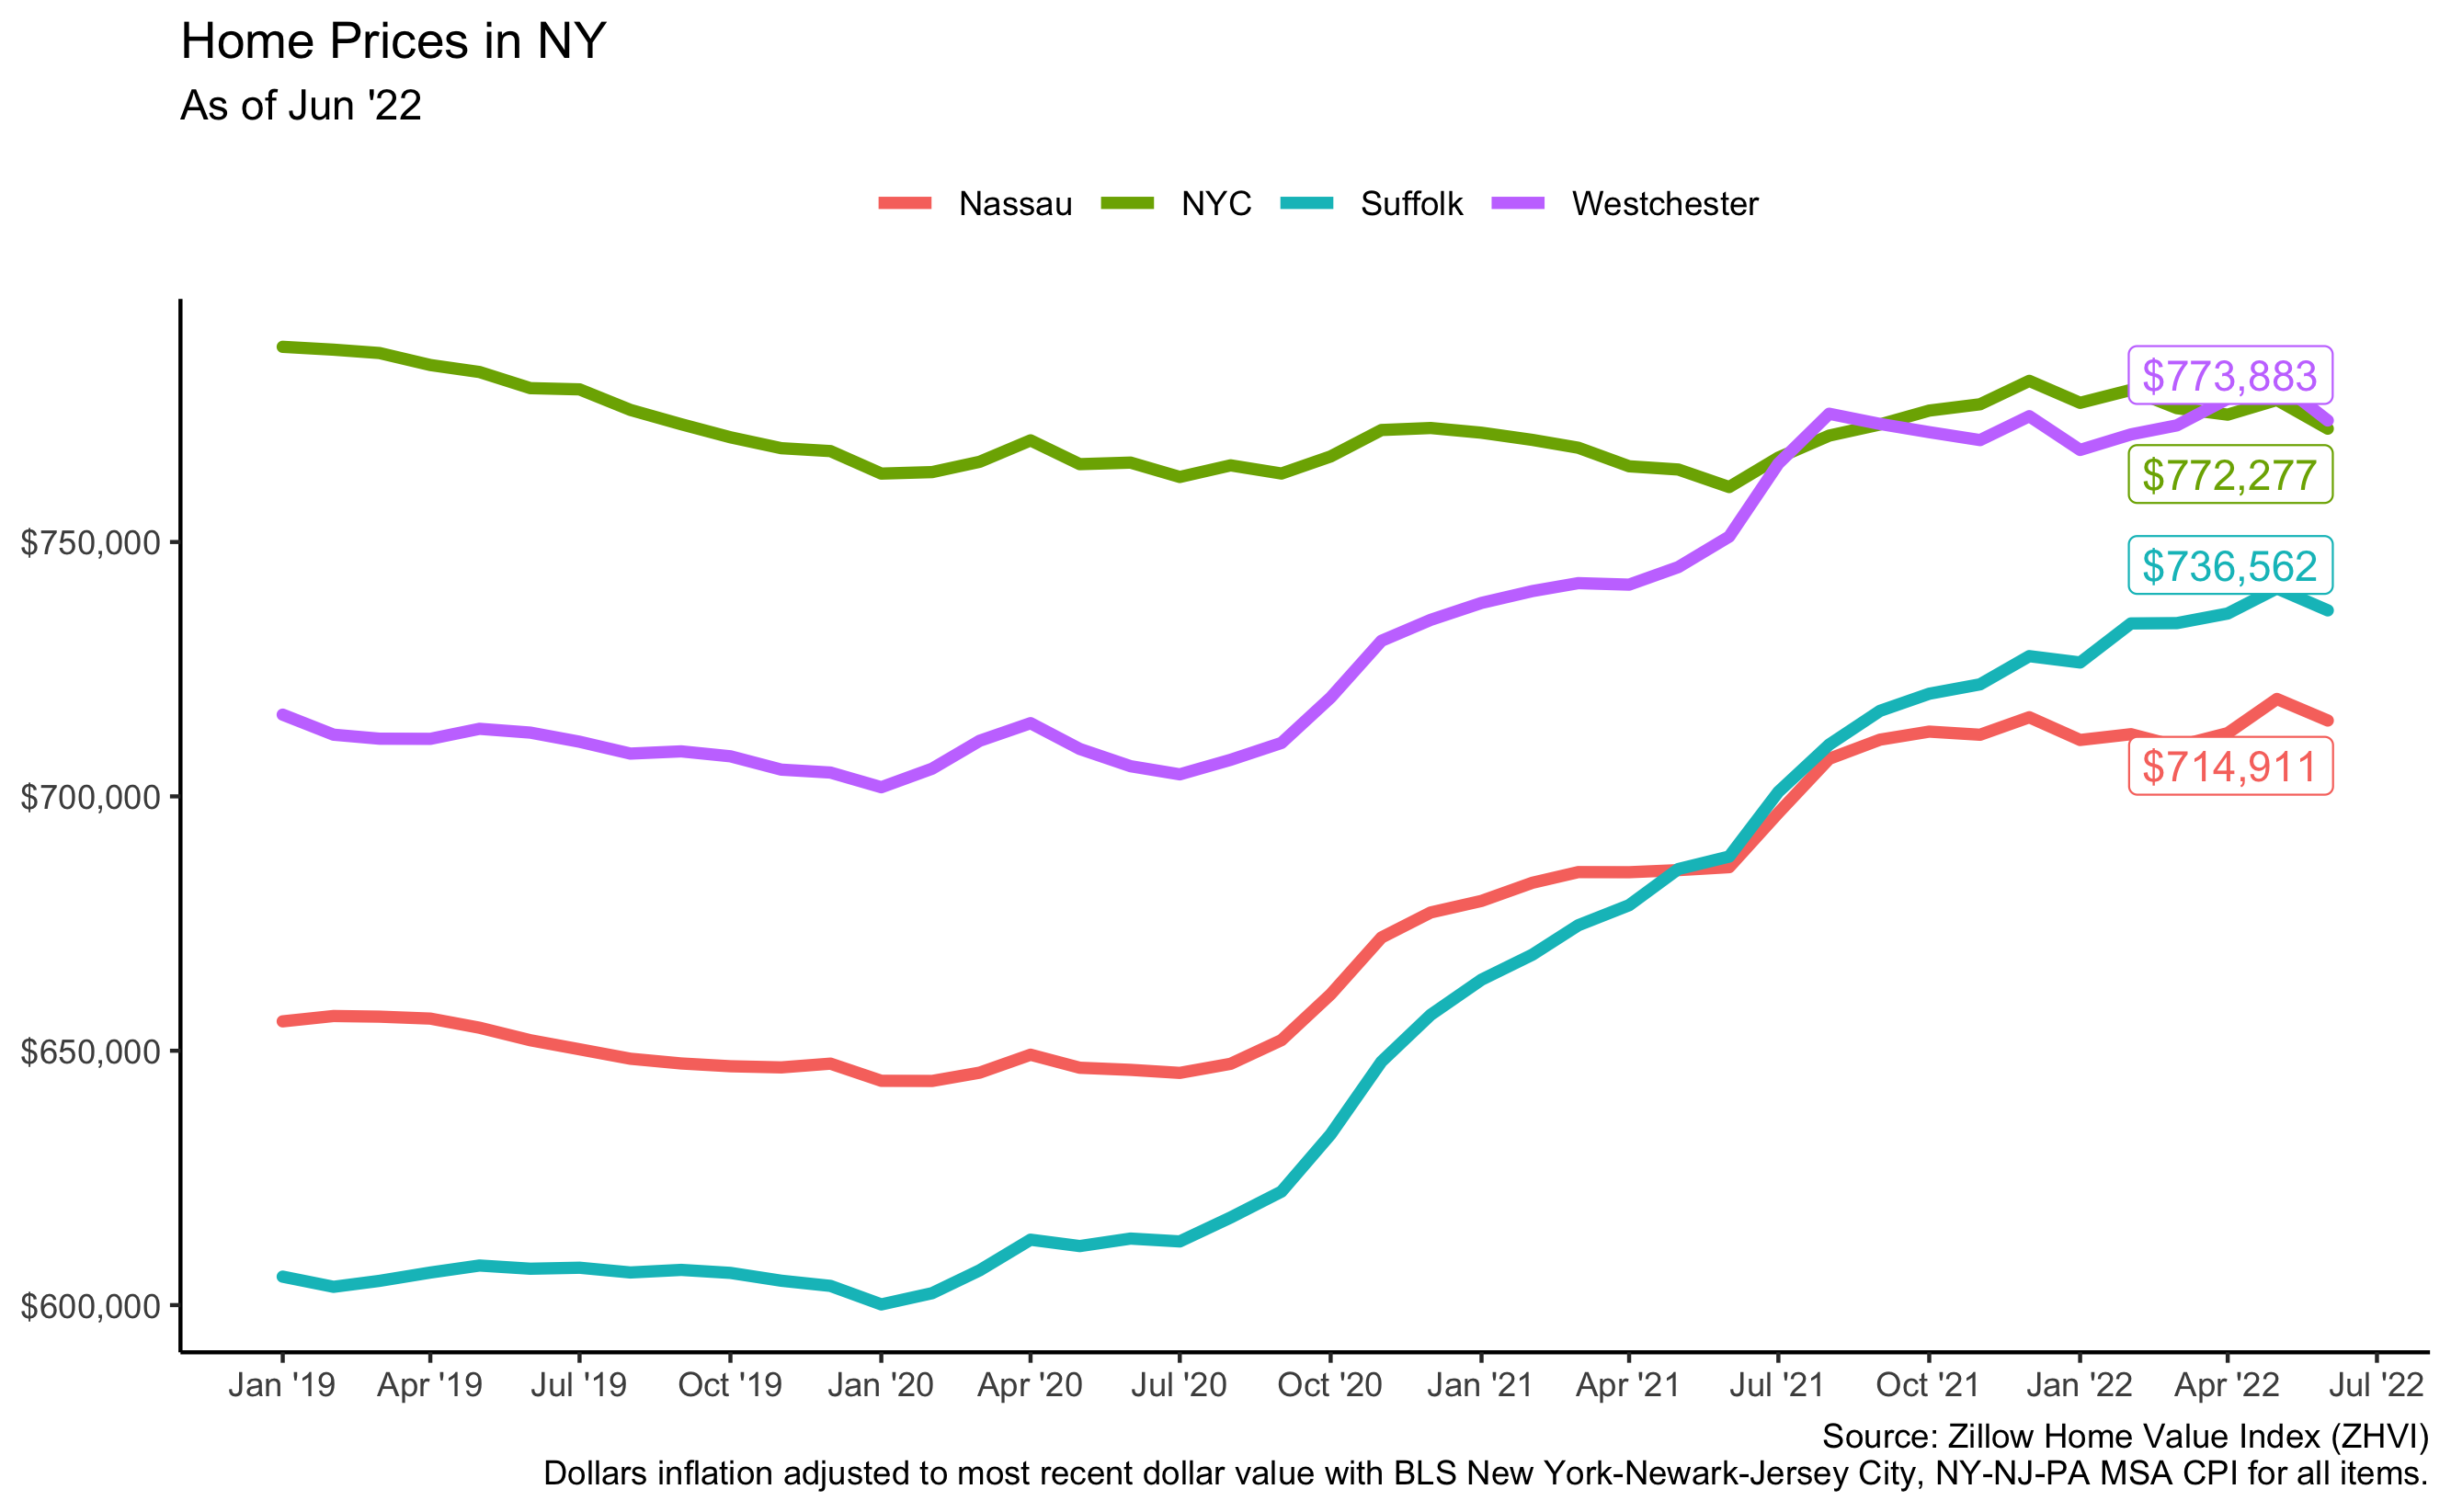 Home Prices in NY
As of Jun '22
Nassau NYC Suffolk Westchester
$773,883
$772,277
$750,000
$736,562
$714,911
$700,000
$650,000
$600,000
Jan '19 Apr '19 Jul '19 Oct '19 Jan '20 Apr '20 Jul '20 Oct '20 Jan '21 Apr '21 Jul '21 Oct '21 Jan '22 Apr '22 Jul '22
Source: Zillow Home Value Index (ZHVI)
Dollars inflation adjusted to most recent dollar value with BLS New York-Newark-Jersey City, NY-NJ-PA MSA CPI for all items.